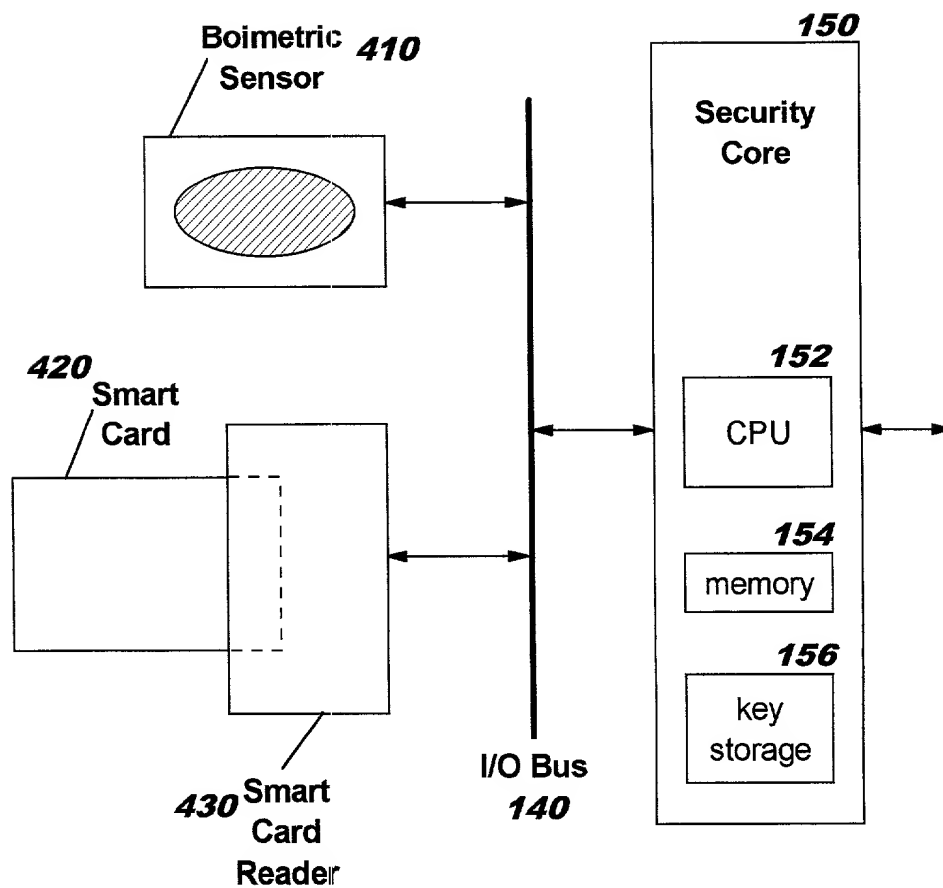 Boimetric 410
Sensor
150
Security
Core
420
Smart
Card
152
CPU
154
memory
156
key
storage
I/O Bus
140
430 Smart
Card
Reader